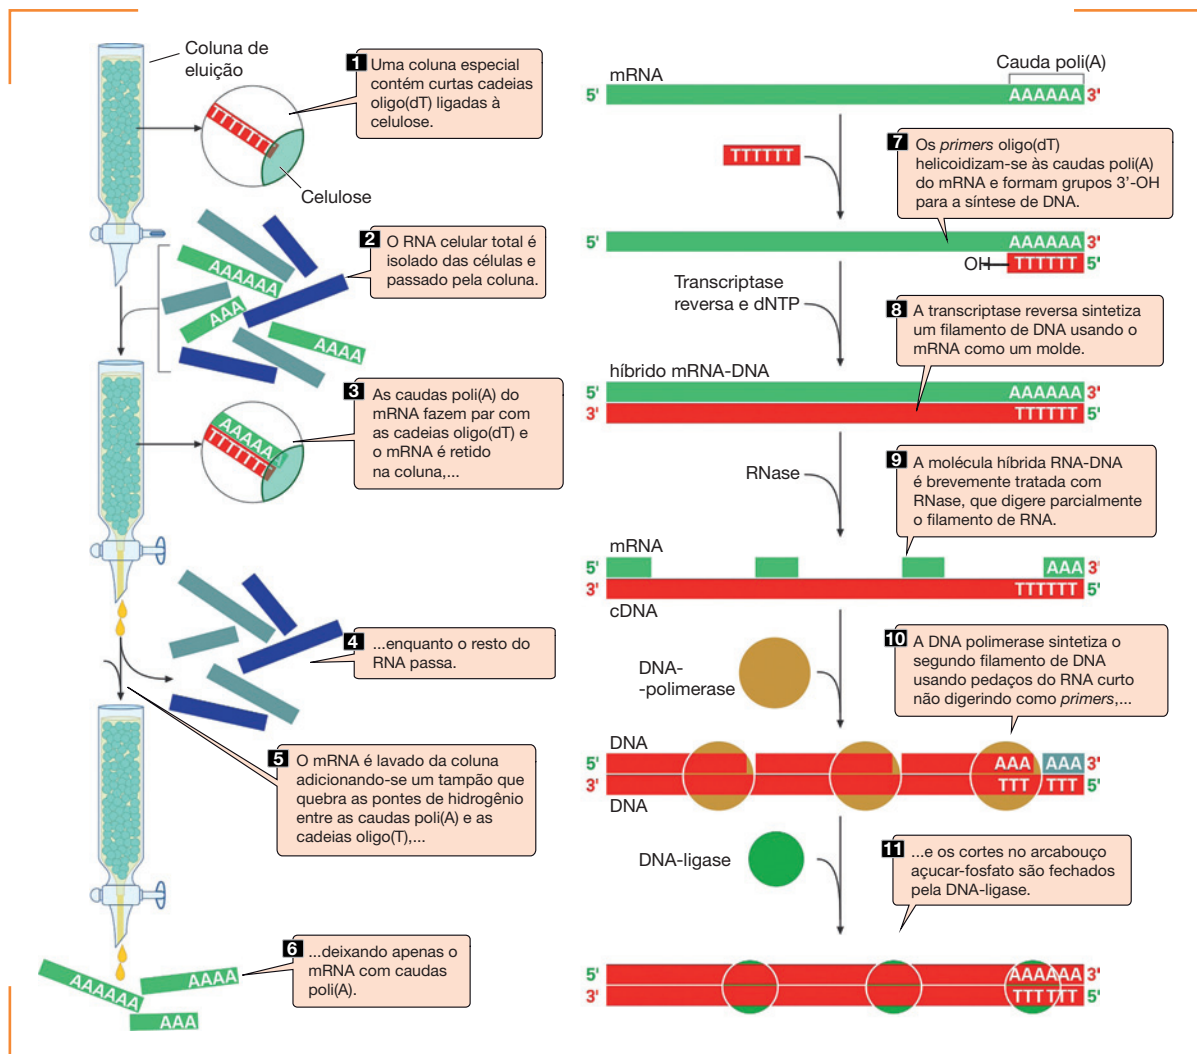 Coluna de
eluição
1 Uma coluna especial
contém curtas cadeias
oligo(dT) ligadas à
celulose.
TTTTTTT
Celulose
2 O RNA celular total é
isolado das células e
passado pela coluna.
AAAAAA
AAA
AAAA
3 As caudas poli(A) do
mRNA fazem par com
as cadeias oligo(dT) e
o mRNA é retido
na coluna,...
AAAAAA
TTTTTTT
4 ...enquanto o resto do
RNA passa.
5 O mRNA é lavado da coluna
adicionando-se um tampão que
quebra as pontes de hidrogênio
entre as caudas poli(A) e as
cadeias oligo(T),...
6 ...deixando apenas o
mRNA com caudas
poli(A).
AAAAAA
AAAA
AAA
Cauda poli(A)
mRNA
5' AAAAAA 3'
TTTTTT
7 Os primers oligo(dT)
helicoidizam-se às caudas poli(A)
do mRNA e formam grupos 3'-OH
para a síntese de DNA.
5' AAAAAA 3'
OH TTTTTT 5'
Transcriptase
reversa e dNTP
8 A transcriptase reversa sintetiza
um filamento de DNA usando o
mRNA como um molde.
híbrido mRNA-DNA
5' AAAAAA 3'
3' TTTTTT 5'
RNase
9 A molécula híbrida RNA-DNA
é brevemente tratada com
RNase, que digere parcialmente
o filamento de RNA.
mRNA
5' AAA 3'
3' TTTTTT 5'
cDNA
DNA-
-polimerase
10 A DNA polimerase sintetiza o
segundo filamento de DNA
usando pedaços do RNA curto
não digerindo como primers,...
DNA
5' AAA AAA 3'
3' TTT TTT 5'
DNA
DNA-ligase
11 ...e os cortes no arcabouço
açucar-fosfato são fechados
pela DNA-ligase.
5' AAAAAA 3'
3' TTTTTT 5'